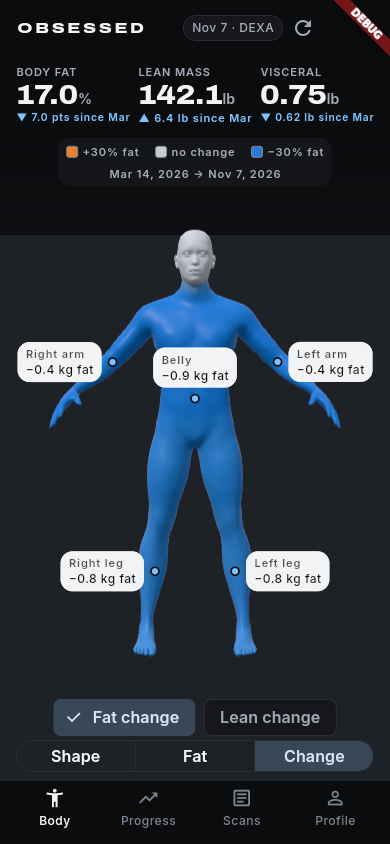 OBSESSED
Nov 7 · DEXA
DEBUG
BODY FAT
17.0%
▼ 7.0 pts since Mar
LEAN MASS
142.1lb
▲ 6.4 lb since Mar
VISCERAL
0.75lb
▼ 0.62 lb since Mar
+30% fat
no change
−30% fat
Mar 14, 2026 → Nov 7, 2026
Right arm
−0.4 kg fat
Belly
−0.9 kg fat
Left arm
−0.4 kg fat
Right leg
−0.8 kg fat
Left leg
−0.8 kg fat
Fat change
Lean change
Shape
Fat
Change
Body
Progress
Scans
Profile